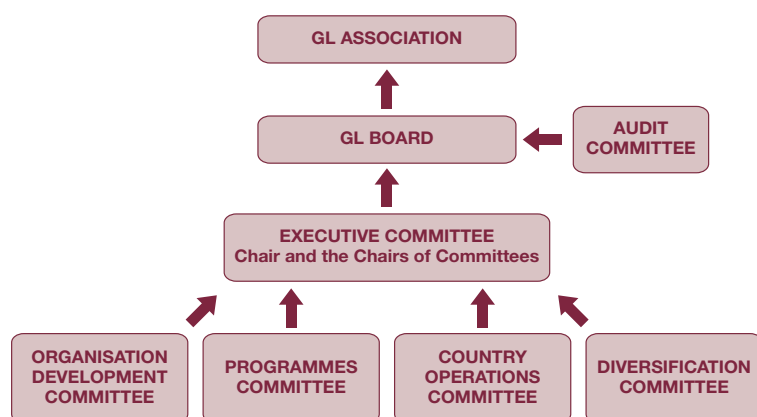 GL ASSOCIATION
GL BOARD
AUDIT
COMMITTEE
EXECUTIVE COMMITTEE
Chair and the Chairs of Committees
ORGANISATION
DEVELOPMENT
COMMITTEE
PROGRAMMES
COMMITTEE
COUNTRY
OPERATIONS
COMMITTEE
DIVERSIFICATION
COMMITTEE